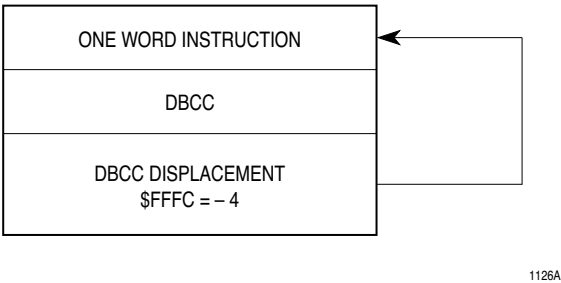 ONE WORD INSTRUCTION
DBCC
DBCC DISPLACEMENT
$FFFC = – 4
1126A